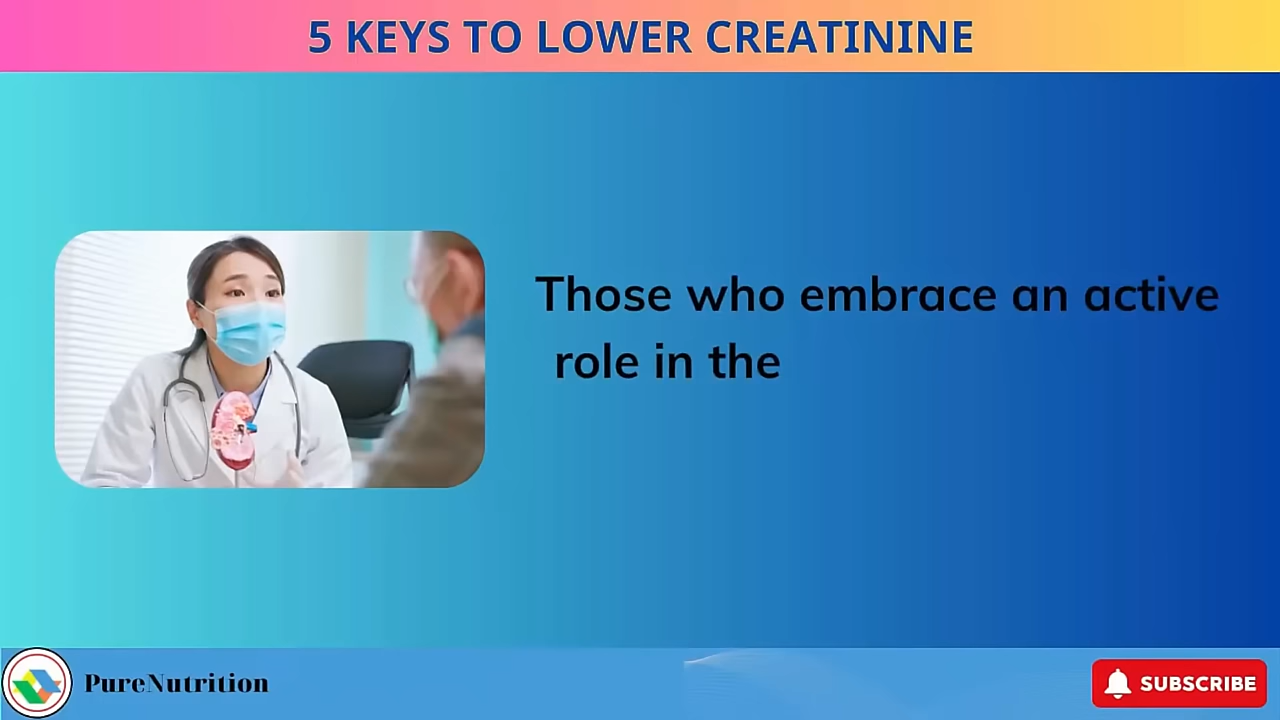 5 KEYS TO LOWER CREATININE
Those who embrace an active
role in the
PureNutrition
SUBSCRIBE